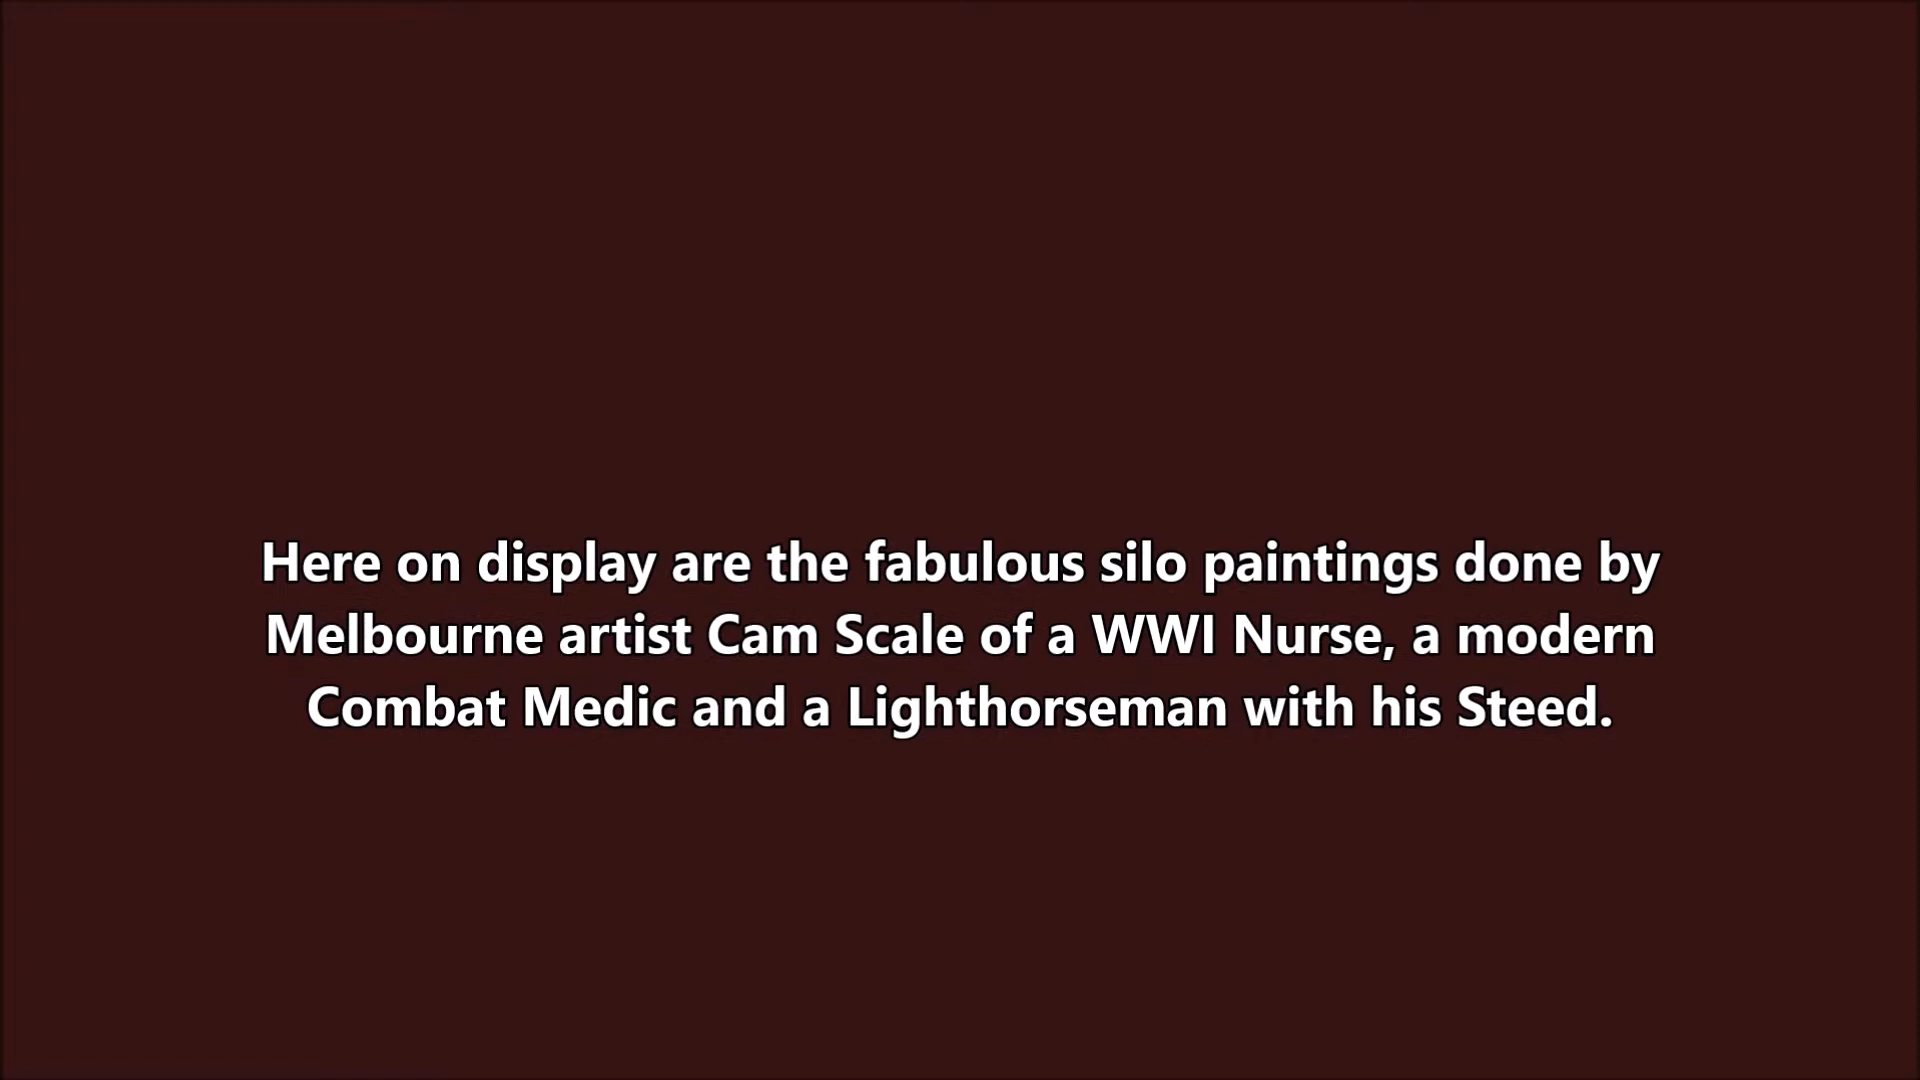 Here on display are the fabulous silo paintings done by
Melbourne artist Cam Scale of a WWI Nurse, a modern
Combat Medic and a Lighthorseman with his Steed.